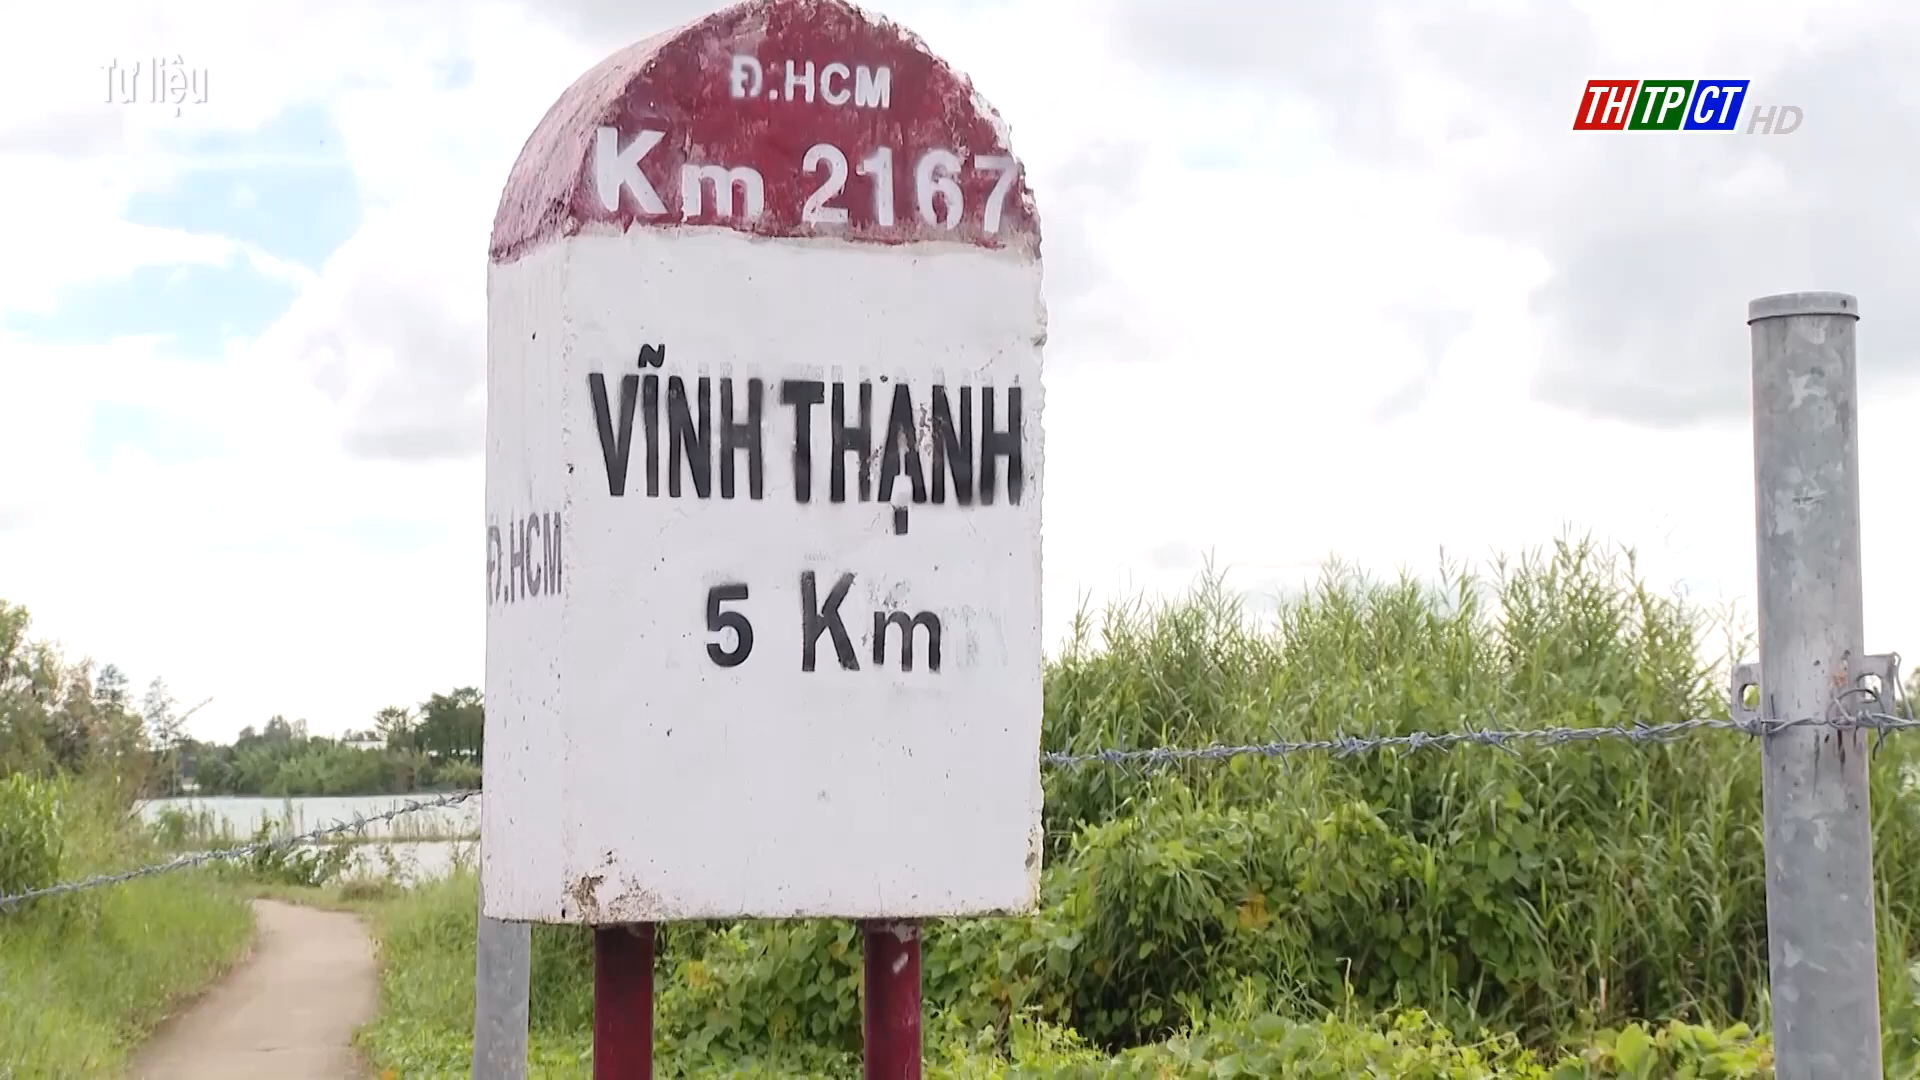 Tư liệu
THTPCT HD
Đ.HCM
Km 2167
VĨNH THẠNH
5 Km
Đ.HCM